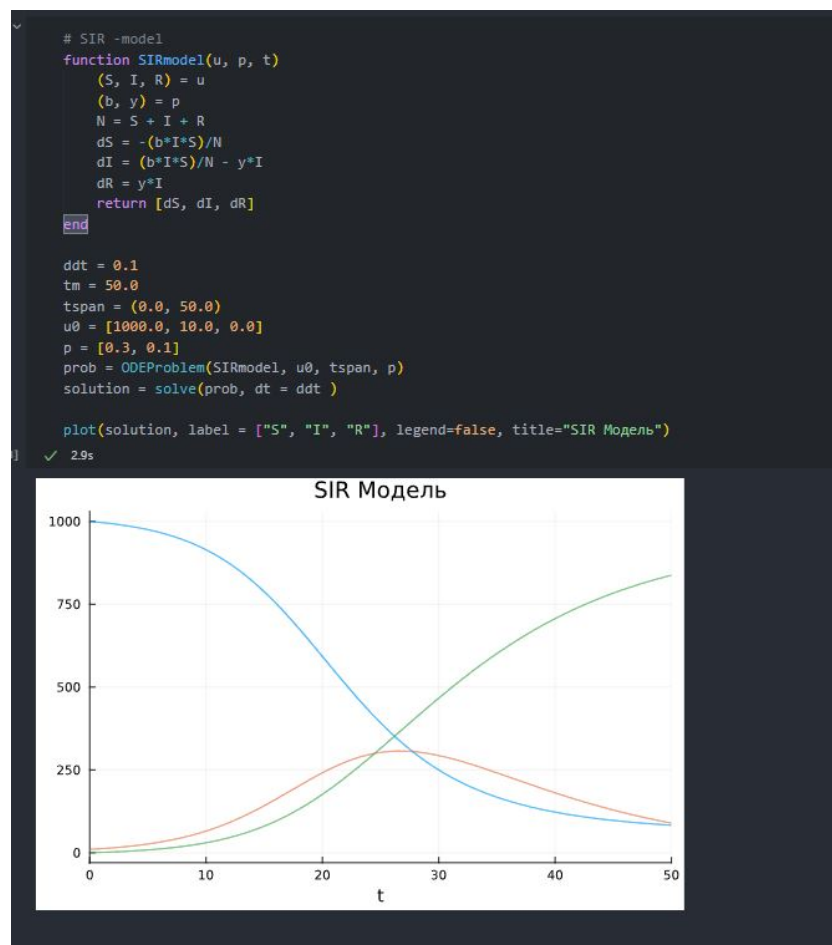 # SIR -model
function SIRmodel(u, p, t)
(S, I, R) = u
(b, y) = p
N = S + I + R
dS = -(b*I*S)/N
dI = (b*I*S)/N - y*I
dR = y*I
return [dS, dI, dR]
end
ddt = 0.1
tm = 50.0
tspan = (0.0, 50.0)
u0 = [1000.0, 10.0, 0.0]
p = [0.3, 0.1]
prob = ODEProblem(SIRmodel, u0, tspan, p)
solution = solve(prob, dt = ddt )
plot(solution, label = ["S", "I", "R"], legend=false, title="SIR Модель")
] ✓ 2.9s
SIR Модель
1000
750
500
250
0
0 10 20 30 40 50
t